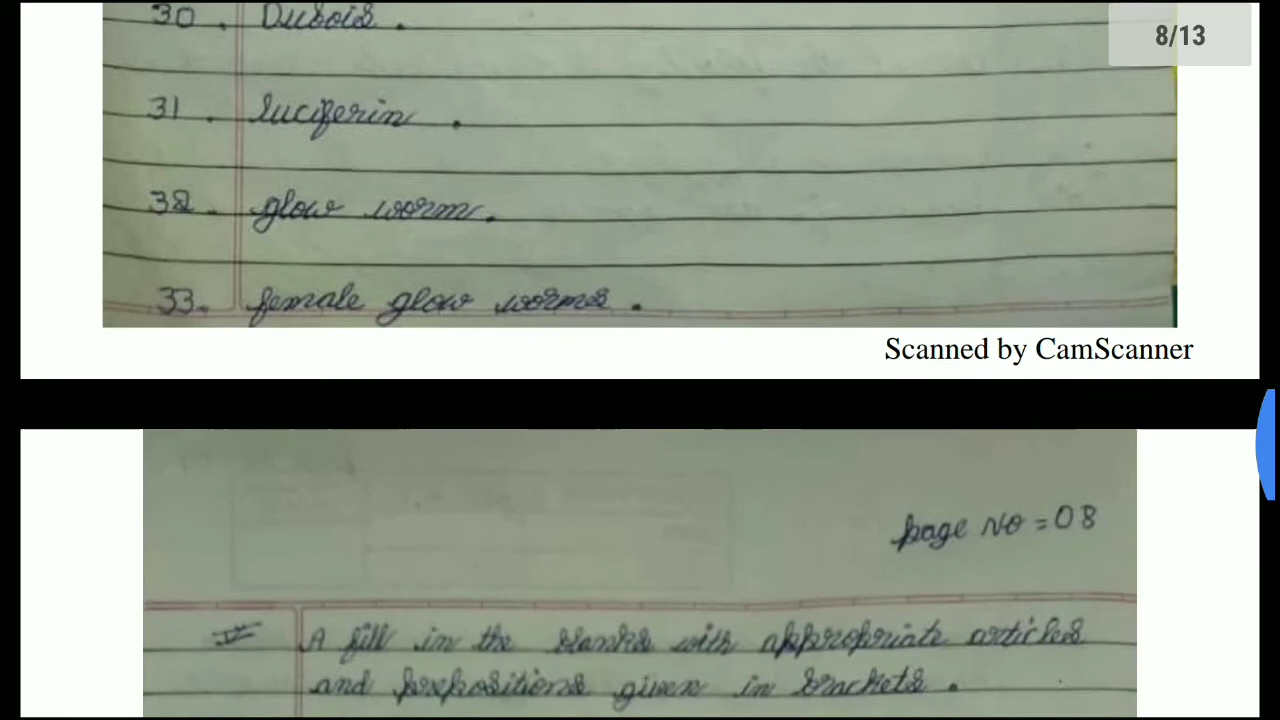 30. Dubois.
8/13
31. luciferin.
32. glow worm.
33. female glow worms.
Scanned by CamScanner
page No = 08
IV A fill in the blanks with appropriate articles
and prepositions given in brackets.